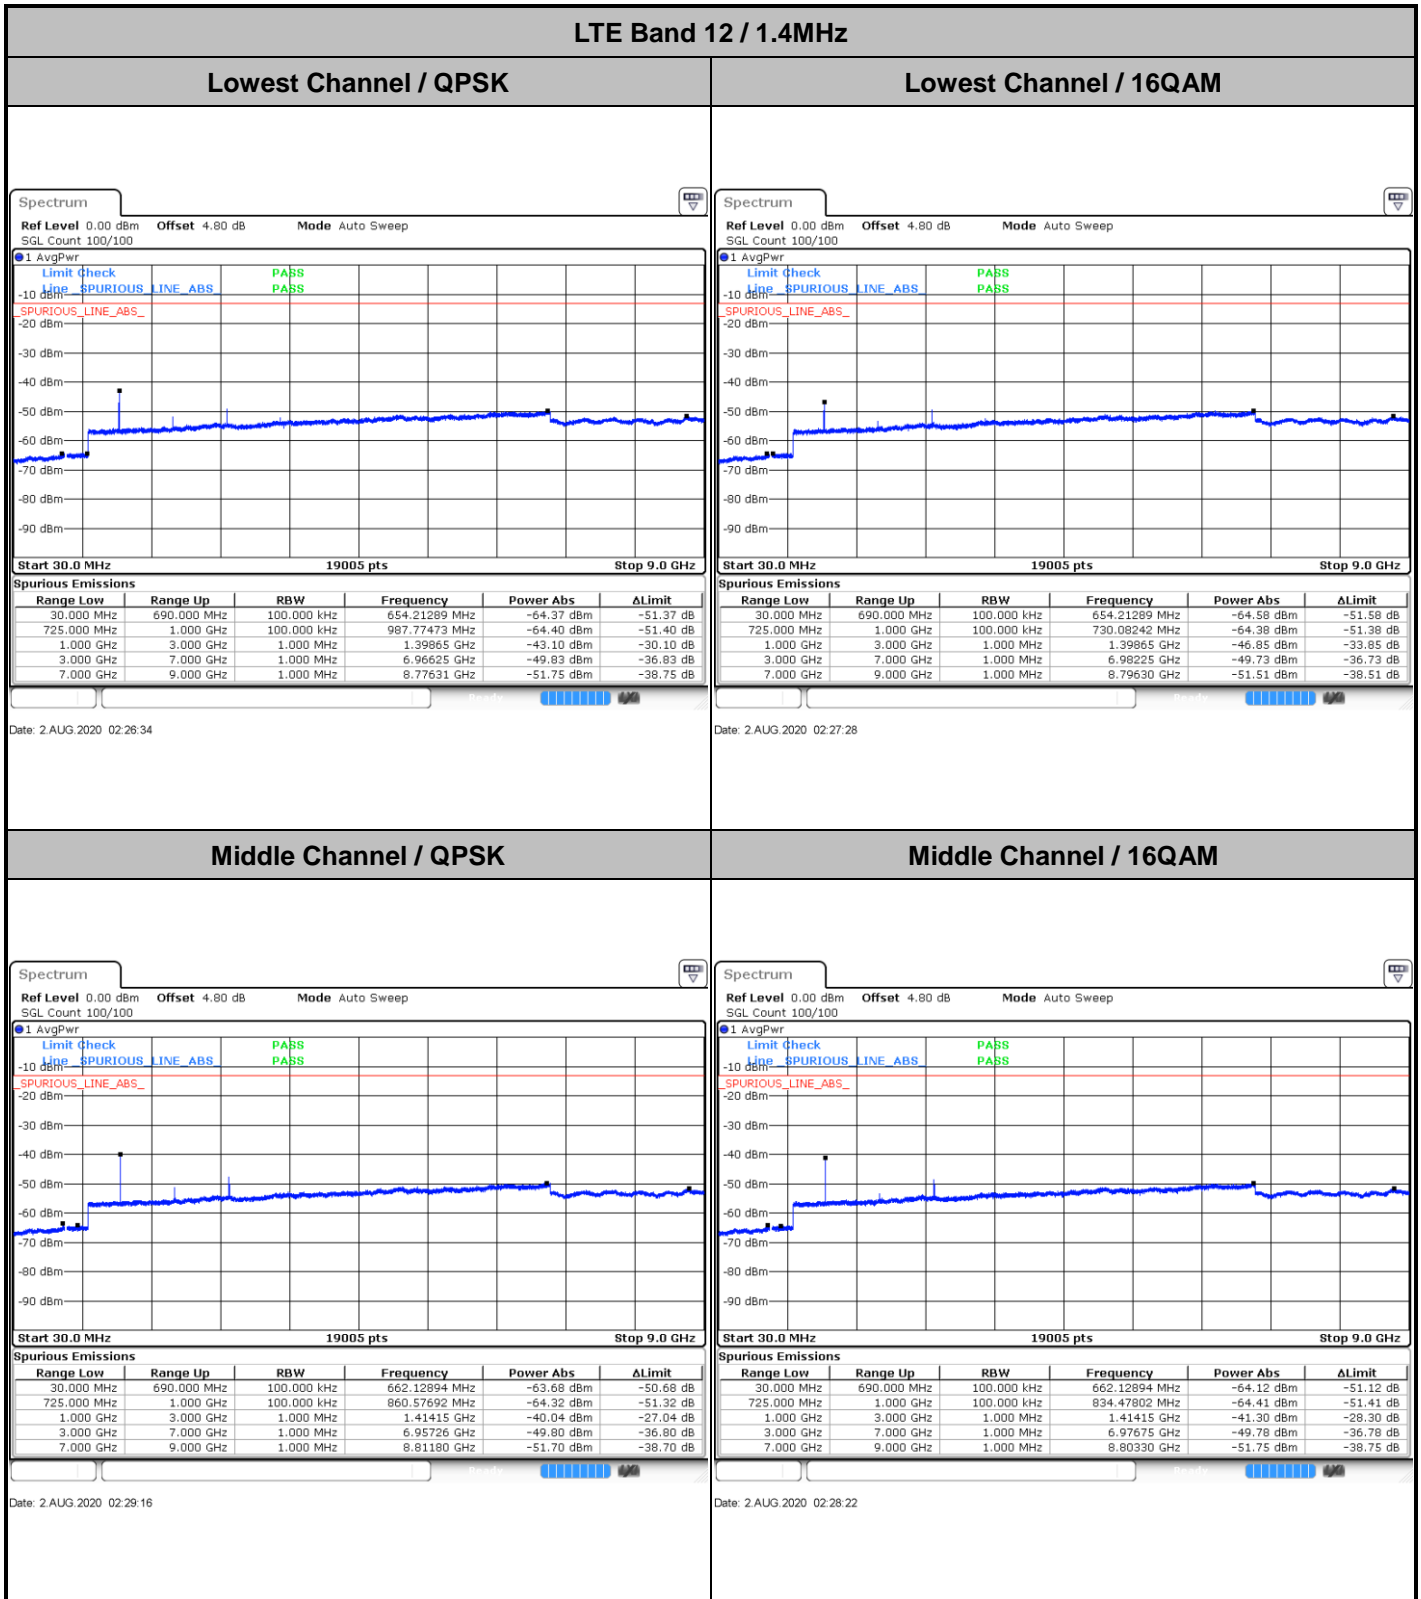 LTE Band 12 / 1.4MHz
Lowest Channel / QPSK
Lowest Channel / 16QAM
Spectrum
Ref Level 0.00 dBm Offset 4.80 dB Mode Auto Sweep
SGL Count 100/100
1 AvgPwr
Limit Check PASS
Line _SPURIOUS_LINE_ABS_ PASS
-10 dBm
_SPURIOUS_LINE_ABS_
-20 dBm
-30 dBm
-40 dBm
-50 dBm
-60 dBm
-70 dBm
-80 dBm
-90 dBm
Start 30.0 MHz 19005 pts Stop 9.0 GHz
Spurious Emissions
Range Low Range Up RBW Frequency Power Abs ΔLimit
30.000 MHz 690.000 MHz 100.000 kHz 654.21289 MHz -64.37 dBm -51.37 dB
725.000 MHz 1.000 GHz 100.000 kHz 987.77473 MHz -64.40 dBm -51.40 dB
1.000 GHz 3.000 GHz 1.000 MHz 1.39865 GHz -43.10 dBm -30.10 dB
3.000 GHz 7.000 GHz 1.000 MHz 6.96625 GHz -49.83 dBm -36.83 dB
7.000 GHz 9.000 GHz 1.000 MHz 8.77631 GHz -51.75 dBm -38.75 dB
Ready
Date: 2.AUG.2020 02:26:34
Spectrum
Ref Level 0.00 dBm Offset 4.80 dB Mode Auto Sweep
SGL Count 100/100
1 AvgPwr
Limit Check PASS
Line _SPURIOUS_LINE_ABS_ PASS
-10 dBm
_SPURIOUS_LINE_ABS_
-20 dBm
-30 dBm
-40 dBm
-50 dBm
-60 dBm
-70 dBm
-80 dBm
-90 dBm
Start 30.0 MHz 19005 pts Stop 9.0 GHz
Spurious Emissions
Range Low Range Up RBW Frequency Power Abs ΔLimit
30.000 MHz 690.000 MHz 100.000 kHz 654.21289 MHz -64.58 dBm -51.58 dB
725.000 MHz 1.000 GHz 100.000 kHz 730.08242 MHz -64.38 dBm -51.38 dB
1.000 GHz 3.000 GHz 1.000 MHz 1.39865 GHz -46.85 dBm -33.85 dB
3.000 GHz 7.000 GHz 1.000 MHz 6.98225 GHz -49.73 dBm -36.73 dB
7.000 GHz 9.000 GHz 1.000 MHz 8.79630 GHz -51.51 dBm -38.51 dB
Ready
Date: 2.AUG.2020 02:27:28
Middle Channel / QPSK
Middle Channel / 16QAM
Spectrum
Ref Level 0.00 dBm Offset 4.80 dB Mode Auto Sweep
SGL Count 100/100
1 AvgPwr
Limit Check PASS
Line _SPURIOUS_LINE_ABS_ PASS
-10 dBm
_SPURIOUS_LINE_ABS_
-20 dBm
-30 dBm
-40 dBm
-50 dBm
-60 dBm
-70 dBm
-80 dBm
-90 dBm
Start 30.0 MHz 19005 pts Stop 9.0 GHz
Spurious Emissions
Range Low Range Up RBW Frequency Power Abs ΔLimit
30.000 MHz 690.000 MHz 100.000 kHz 662.12894 MHz -63.68 dBm -50.68 dB
725.000 MHz 1.000 GHz 100.000 kHz 860.57692 MHz -64.32 dBm -51.32 dB
1.000 GHz 3.000 GHz 1.000 MHz 1.41415 GHz -40.04 dBm -27.04 dB
3.000 GHz 7.000 GHz 1.000 MHz 6.95726 GHz -49.80 dBm -36.80 dB
7.000 GHz 9.000 GHz 1.000 MHz 8.81180 GHz -51.70 dBm -38.70 dB
Ready
Date: 2.AUG.2020 02:29:16
Spectrum
Ref Level 0.00 dBm Offset 4.80 dB Mode Auto Sweep
SGL Count 100/100
1 AvgPwr
Limit Check PASS
Line _SPURIOUS_LINE_ABS_ PASS
-10 dBm
_SPURIOUS_LINE_ABS_
-20 dBm
-30 dBm
-40 dBm
-50 dBm
-60 dBm
-70 dBm
-80 dBm
-90 dBm
Start 30.0 MHz 19005 pts Stop 9.0 GHz
Spurious Emissions
Range Low Range Up RBW Frequency Power Abs ΔLimit
30.000 MHz 690.000 MHz 100.000 kHz 662.12894 MHz -64.12 dBm -51.12 dB
725.000 MHz 1.000 GHz 100.000 kHz 834.47802 MHz -64.41 dBm -51.41 dB
1.000 GHz 3.000 GHz 1.000 MHz 1.41415 GHz -41.30 dBm -28.30 dB
3.000 GHz 7.000 GHz 1.000 MHz 6.97675 GHz -49.78 dBm -36.78 dB
7.000 GHz 9.000 GHz 1.000 MHz 8.80330 GHz -51.75 dBm -38.75 dB
Ready
Date: 2.AUG.2020 02:28:22